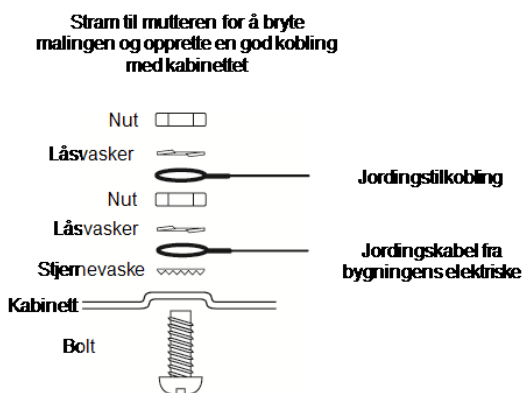 Stram til mutteren for å bryte
malingen og opprette en god kobling
med kabinettet
Nut
Låsvasker
Jordingstilkobling
Nut
Låsvasker
Jordingskabel fra
bygningens elektriske
Stjernevaske
Kabinett
Bolt